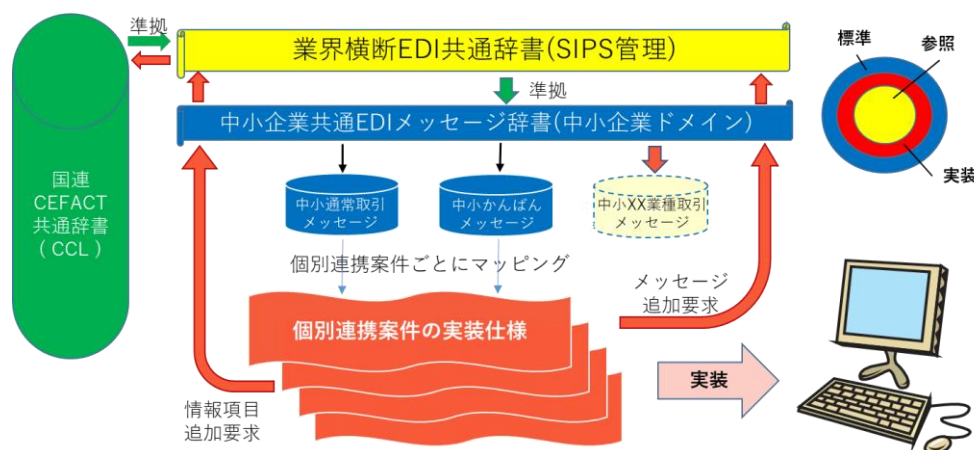 準拠
業界横断EDI共通辞書(SIPS管理)
標準
参照
準拠
中小企業共通EDIメッセージ辞書(中小企業ドメイン)
実装
国連
CEFACT
共通辞書
( CCL )
中小通常取引
メッセージ
中小かんばん
メッセージ
中小XX業種取引
メッセージ
個別連携案件ごとにマッピング
メッセージ
追加要求
個別連携案件の実装仕様
実装
情報項目
追加要求